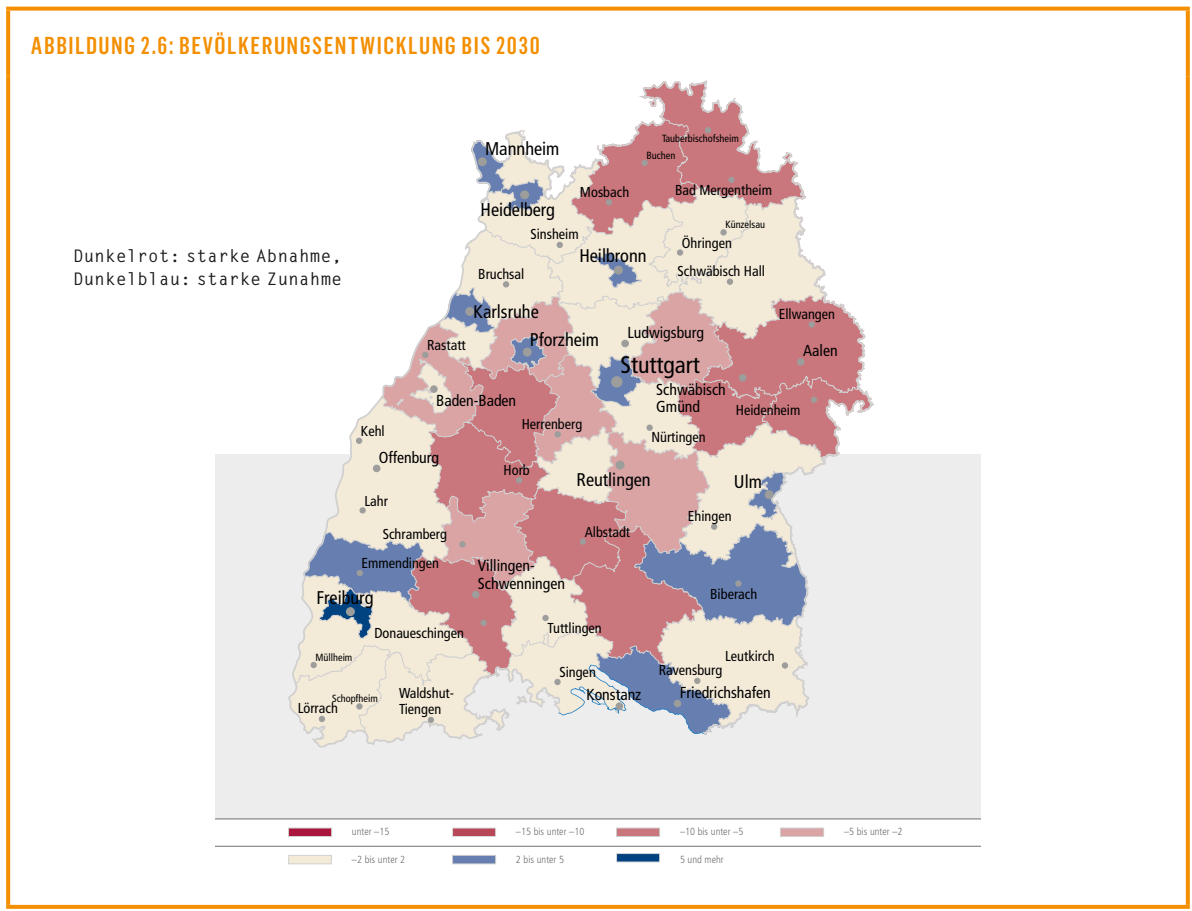 ABBILDUNG 2.6: BEVÖLKERUNGSENTWICKLUNG BIS 2030
Dunkelrot: starke Abnahme,
Dunkelblau: starke Zunahme
Tauberbischofsheim
Mannheim
Buchen
Mosbach
Bad Mergentheim
Heidelberg
Künzelsau
Sinsheim
Öhringen
Heilbronn
Schwäbisch Hall
Bruchsal
Karlsruhe
Ellwangen
Ludwigsburg
Pforzheim
Rastatt
Aalen
Stuttgart
Schwäbisch
Gmünd
Baden-Baden
Heidenheim
Herrenberg
Kehl
Nürtingen
Offenburg
Horb
Reutlingen
Ulm
Lahr
Ehingen
Schramberg
Albstadt
Emmendingen
Villingen-
Schwenningen
Biberach
Freiburg
Tuttlingen
Donaueschingen
Müllheim
Leutkirch
Singen
Ravensburg
Schopfheim
Waldshut-
Tiengen
Konstanz
Friedrichshafen
Lörrach
unter –15
–15 bis unter –10
–10 bis unter –5
–5 bis unter –2
–2 bis unter 2
2 bis unter 5
5 und mehr